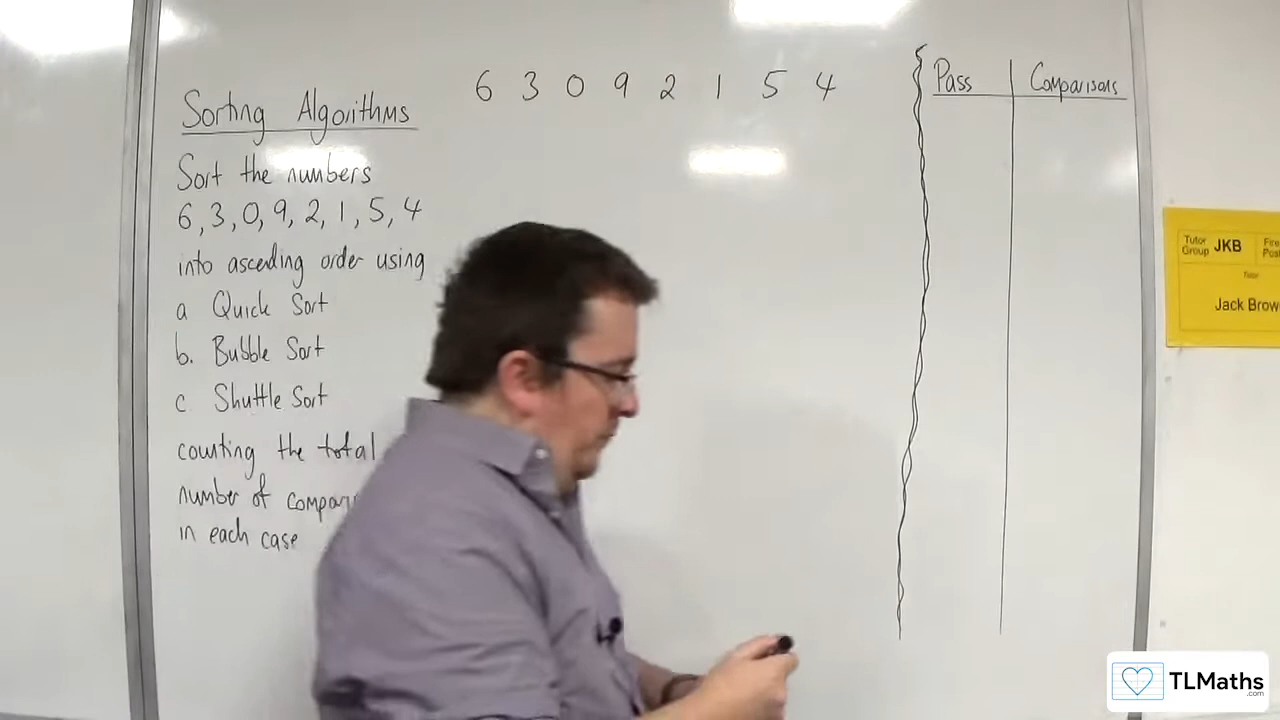 Sorting Algorithms
Sort the numbers
6, 3, 0, 9, 2, 1, 5, 4
into ascending order using
a Quick Sort
b. Bubble Sort
c Shuttle Sort
counting the total
number of
in each case
6 3 0 9 2 1 5 4
Pass Comparisons
Tutor Group JKB
Jack Brow
TLMaths
.com